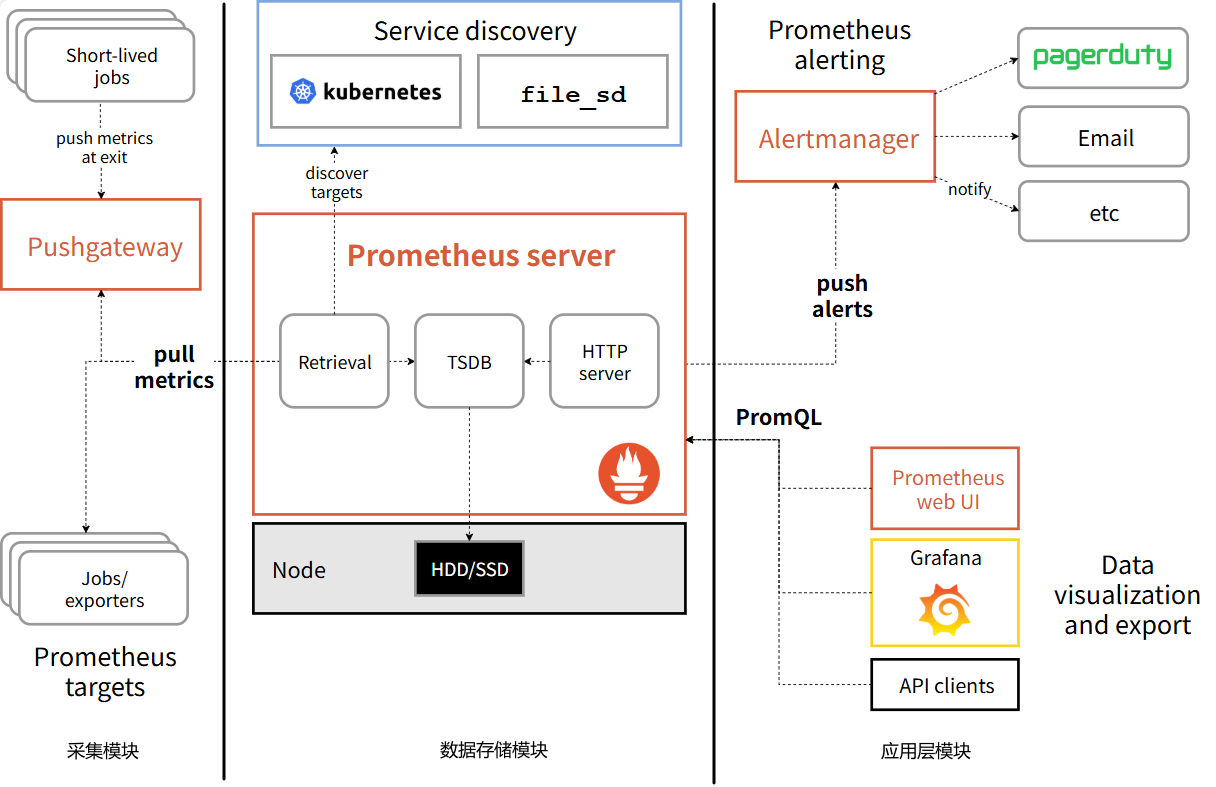 Short-lived
jobs
push metrics
at exit
Pushgateway
pull
metrics
Jobs/
exporters
Prometheus
targets
采集模块
Service discovery
kubernetes
file_sd
discover
targets
Prometheus server
Retrieval
TSDB
HTTP
server
Node
HDD/SSD
数据存储模块
Prometheus
alerting
pagerduty
Alertmanager
Email
notify
etc
push
alerts
PromQL
Prometheus
web UI
Grafana
API clients
Data
visualization
and export
应用层模块